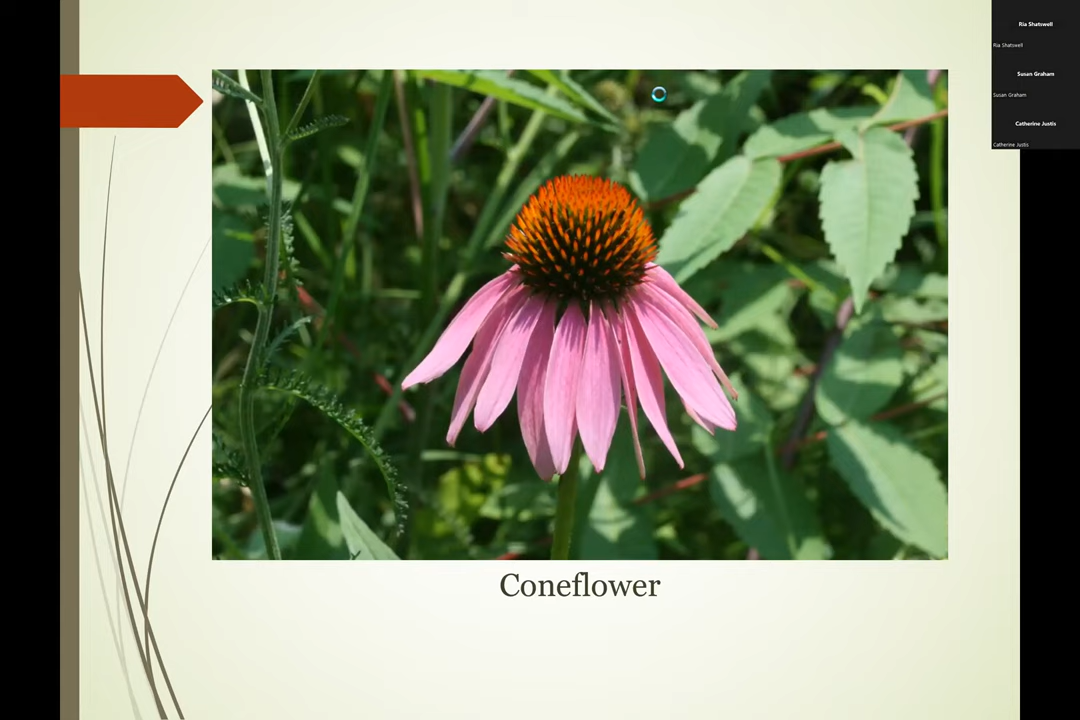 Ria Shatswell
Ria Shatswell
Susan Graham
Susan Graham
Catherine Justis
Catherine Justis
Coneflower